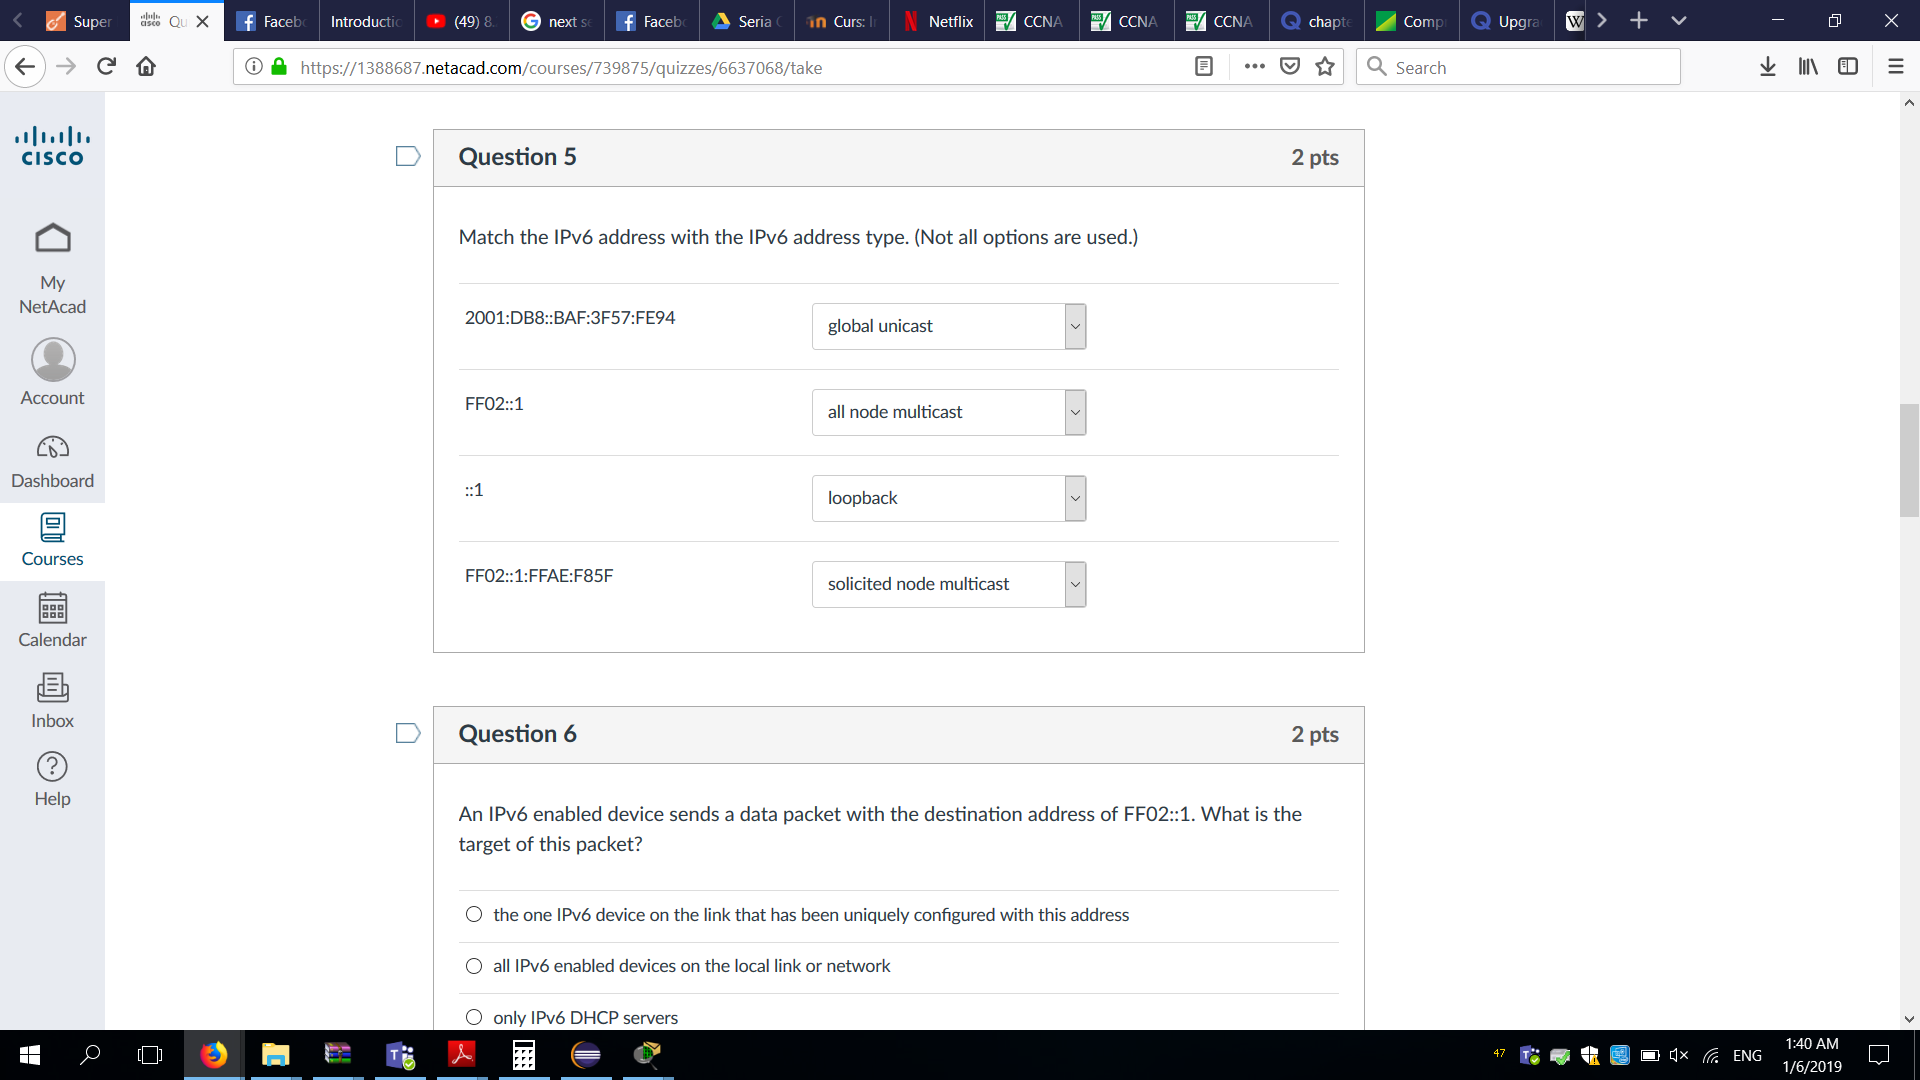 Super
Qu
Faceb
Introductic
(49) 8.
next se
Faceb
Seria
Curs: I
Netflix
CCNA
CCNA
CCNA
chapte
Comp
Upgra
W
https://1388687.netacad.com/courses/739875/quizzes/6637068/take
Search
CISCO
My
NetAcad
Account
Dashboard
Courses
Calendar
Inbox
Help
Question 5
2 pts
Match the IPv6 address with the IPv6 address type. (Not all options are used.)
2001:DB8::BAF:3F57:FE94
global unicast
FF02::1
all node multicast
::1
loopback
FF02::1:FFAE:F85F
solicited node multicast
Question 6
2 pts
An IPv6 enabled device sends a data packet with the destination address of FF02::1. What is the
target of this packet?
the one IPv6 device on the link that has been uniquely configured with this address
all IPv6 enabled devices on the local link or network
only IPv6 DHCP servers
47
ENG
1:40 AM
1/6/2019